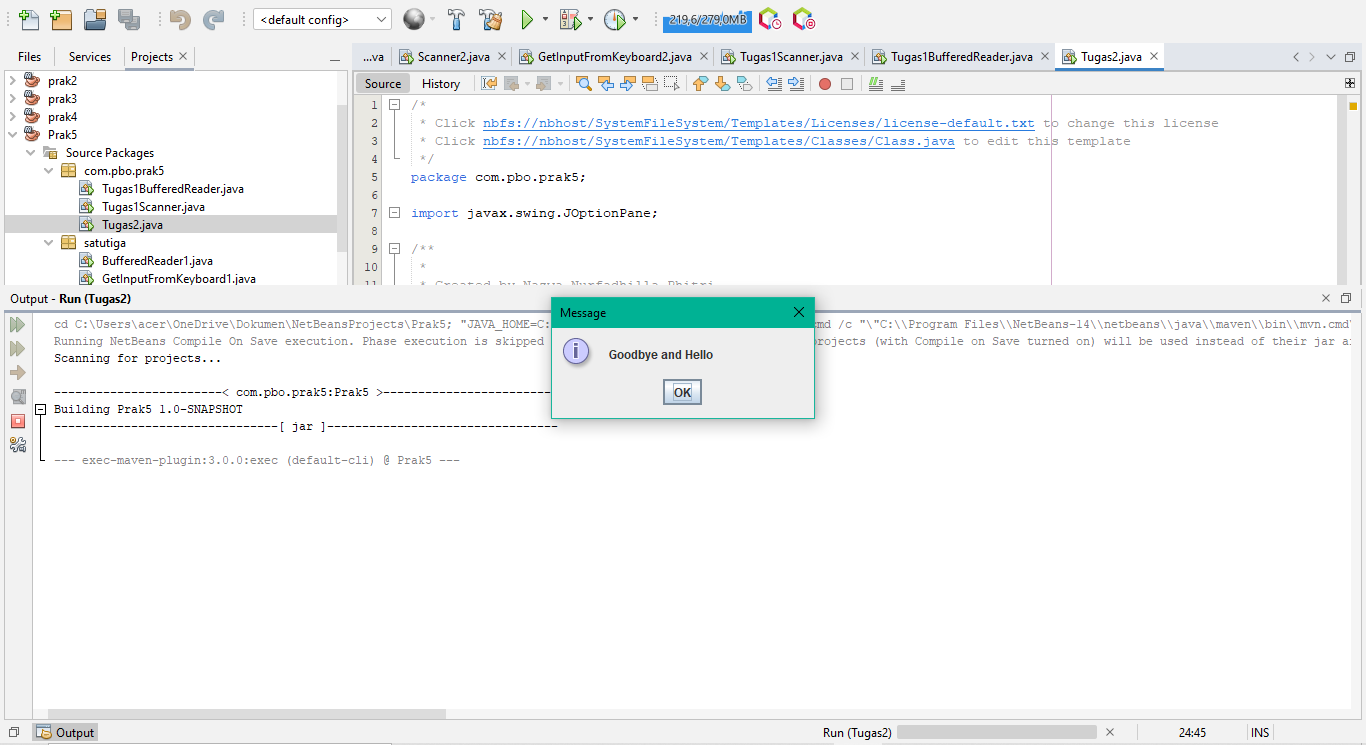 <default config>
219,6/279,0MB
Files Services Projects
...va Scanner2.java GetInputFromKeyboard2.java Tugas1Scanner.java Tugas1BufferedReader.java Tugas2.java
Source History
prak2
prak3
prak4
Prak5
Source Packages
com.pbo.prak5
Tugas1BufferedReader.java
Tugas1Scanner.java
Tugas2.java
satutiga
BufferedReader1.java
GetInputFromKeyboard1.java
1 /*
2 * Click nbfs://nbhost/SystemFileSystem/Templates/Licenses/license-default.txt to change this license
3 * Click nbfs://nbhost/SystemFileSystem/Templates/Classes/Class.java to edit this template
4 */
5 package com.pbo.prak5;
6
7 import javax.swing.JOptionPane;
8
9 /**
10 *
11 * Created by Nasya Nurfadhilla Phitri
Output - Run (Tugas2)
cd C:\Users\acer\OneDrive\Dokumen\NetBeansProjects\Prak5; "JAVA_HOME=C: cmd /c "\"C:\\Program Files\\NetBeans-14\\netbeans\\java\\maven\\bin\\mvn.cmd\
Running NetBeans Compile On Save execution. Phase execution is skipped projects (with Compile on Save turned on) will be used instead of their jar a
Scanning for projects...
-------------------------< com.pbo.prak5:Prak5 >------------------------
Building Prak5 1.0-SNAPSHOT
--------------------------------[ jar ]---------------------------------
--- exec-maven-plugin:3.0.0:exec (default-cli) @ Prak5 ---
Message
Goodbye and Hello
OK
Output
Run (Tugas2)
24:45 INS